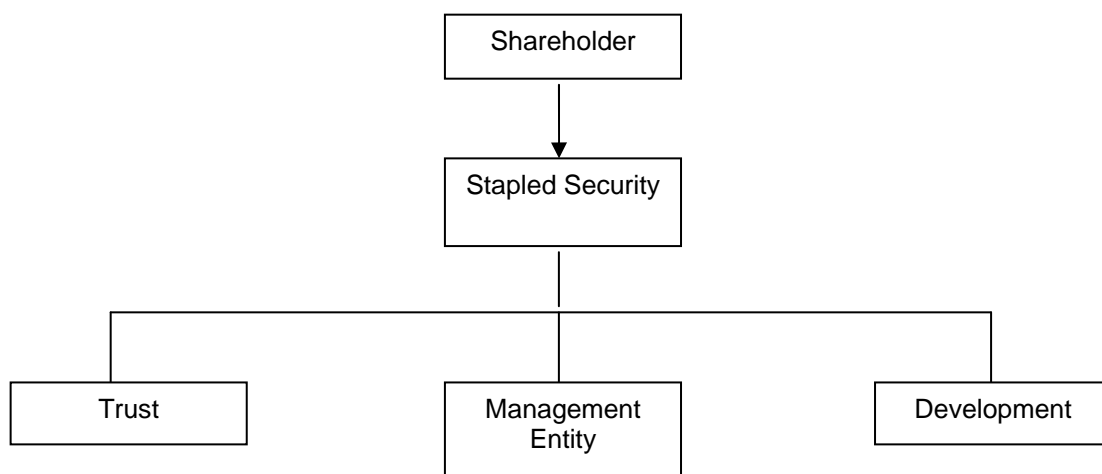 Shareholder
Stapled Security
Trust
Management
Entity
Development